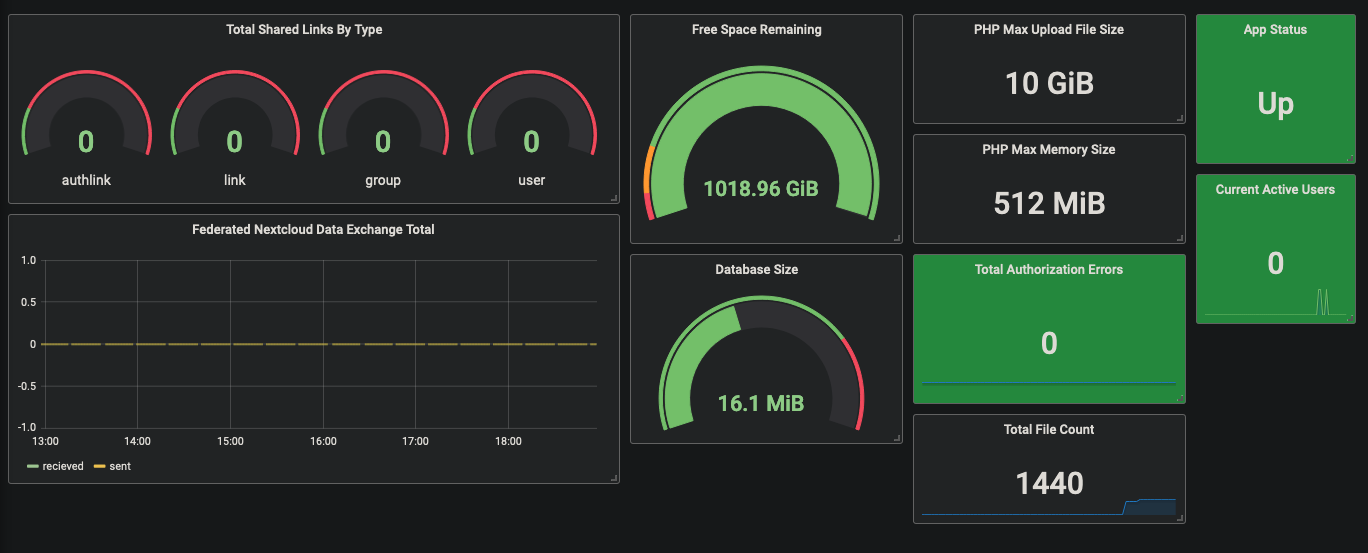 Total Shared Links By Type
0
authlink
0
link
0
group
0
user
Federated Nextcloud Data Exchange Total
1.0
0.5
0
-0.5
-1.0
13:00 14:00 15:00 16:00 17:00 18:00
recieved sent
Free Space Remaining
1018.96 GiB
Database Size
16.1 MiB
PHP Max Upload File Size
10 GiB
PHP Max Memory Size
512 MiB
Total Authorization Errors
0
Total File Count
1440
App Status
Up
Current Active Users
0